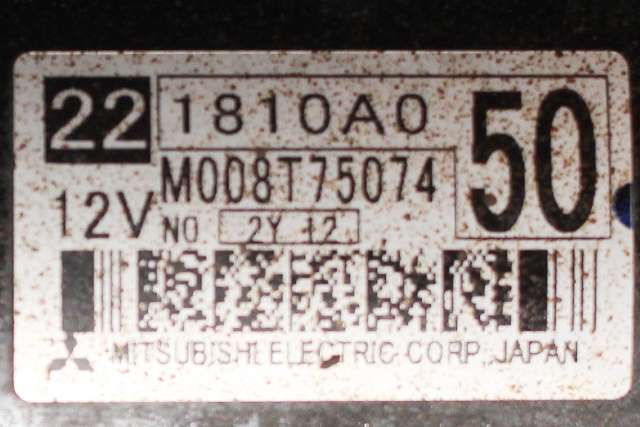 22 1810A0 50
M008T75074
12V NO 2Y 12
MITSUBISHI ELECTRIC CORP. JAPAN